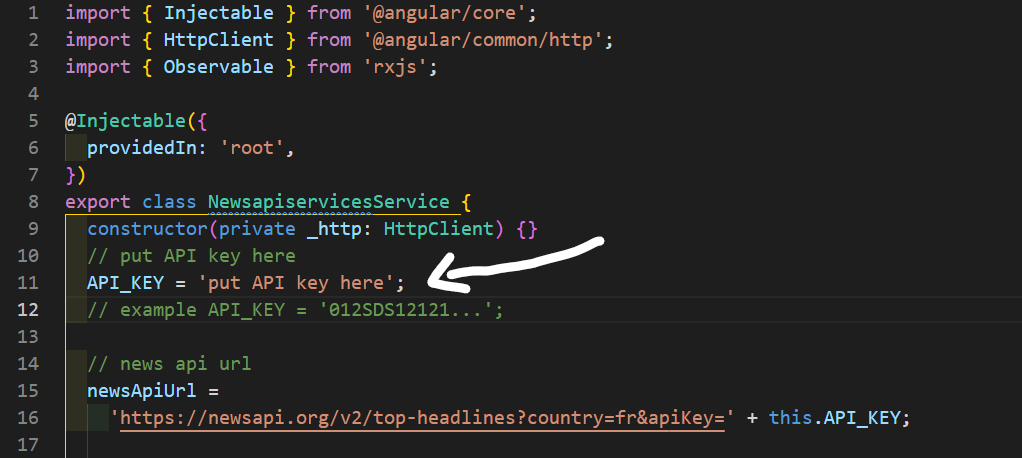 1 import { Injectable } from '@angular/core';
2 import { HttpClient } from '@angular/common/http';
3 import { Observable } from 'rxjs';
4
5 @Injectable({
6 providedIn: 'root',
7 })
8 export class NewsapiservicesService {
9 constructor(private _http: HttpClient) {}
10 // put API key here
11 API_KEY = 'put API key here';
12 // example API_KEY = '012SDS12121...';
13
14 // news api url
15 newsApiUrl =
16 'https://newsapi.org/v2/top-headlines?country=fr&apiKey=' + this.API_KEY;
17